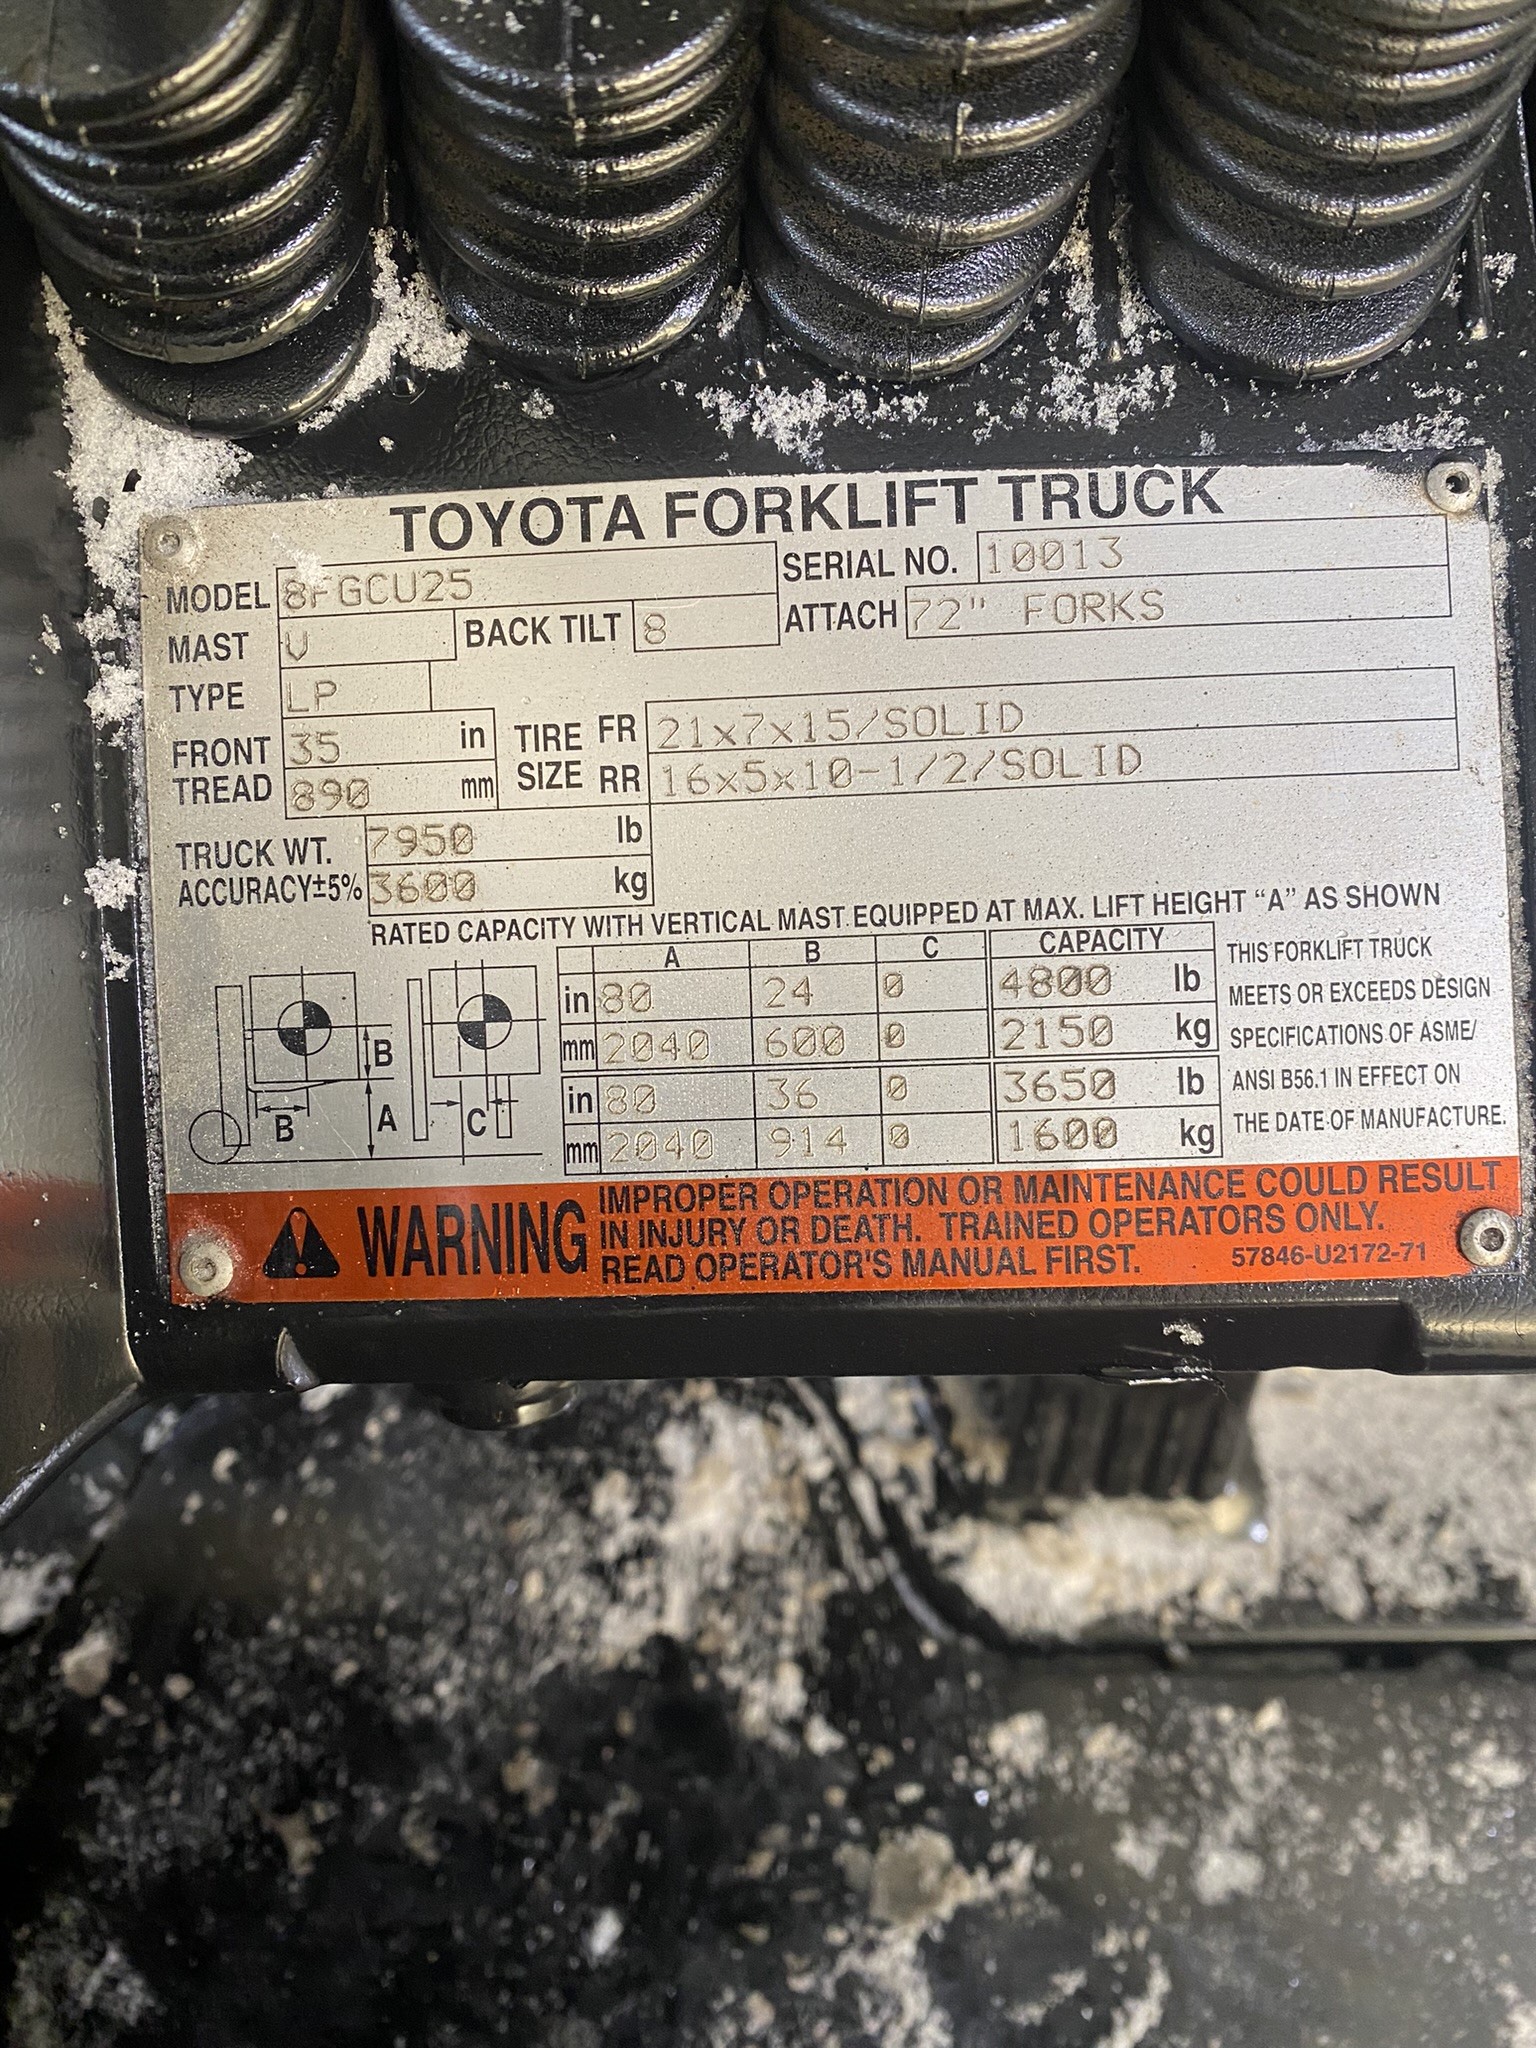 TOYOTA FORKLIFT TRUCK
MODEL 8FGCU25 SERIAL NO. 10013
MAST V BACK TILT 8 ATTACH 72" FORKS
TYPE LP
FRONT TREAD 35 in TIRE SIZE FR 21x7x15/SOLID
890 mm RR 16x5x10-1/2/SOLID
TRUCK WT. 7950 lb
ACCURACY±5% 3600 kg
RATED CAPACITY WITH VERTICAL MAST EQUIPPED AT MAX. LIFT HEIGHT "A" AS SHOWN
A B C CAPACITY
in 80 24 0 4800 lb
mm 2040 600 0 2150 kg
in 80 36 0 3650 lb
mm 2040 914 0 1600 kg
B
B A C
THIS FORKLIFT TRUCK
MEETS OR EXCEEDS DESIGN
SPECIFICATIONS OF ASME/
ANSI B56.1 IN EFFECT ON
THE DATE OF MANUFACTURE.
WARNING
IMPROPER OPERATION OR MAINTENANCE COULD RESULT
IN INJURY OR DEATH. TRAINED OPERATORS ONLY.
READ OPERATOR'S MANUAL FIRST. 57846-U2172-71